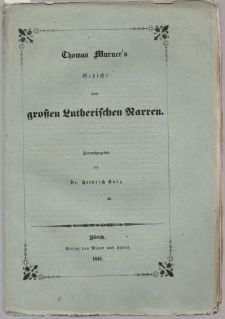 Thomas Murner's
Gedicht
vom
großen Lutherischen Narren.
Herausgegeben
von
Dr. Heinrich Kurz.
Zürich,
Verlag von Meyer und Zeller.
1848.